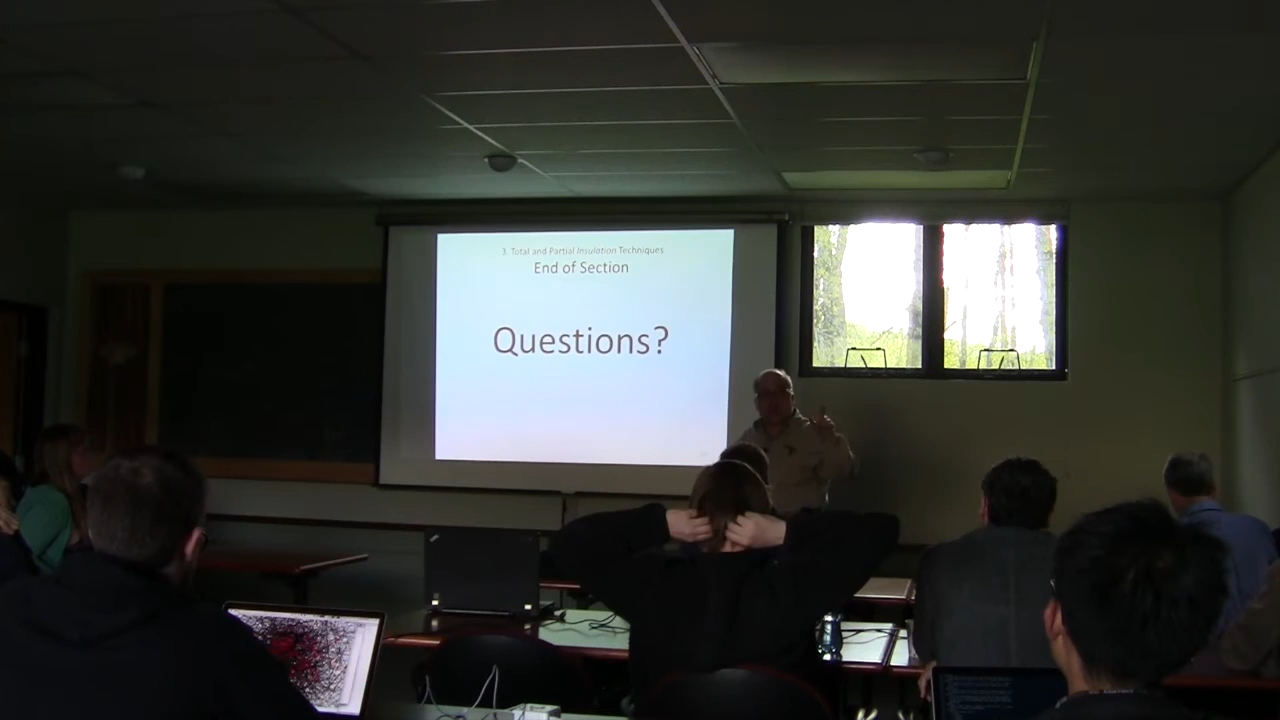 3. Total and Partial Insulation Techniques
End of Section
Questions?